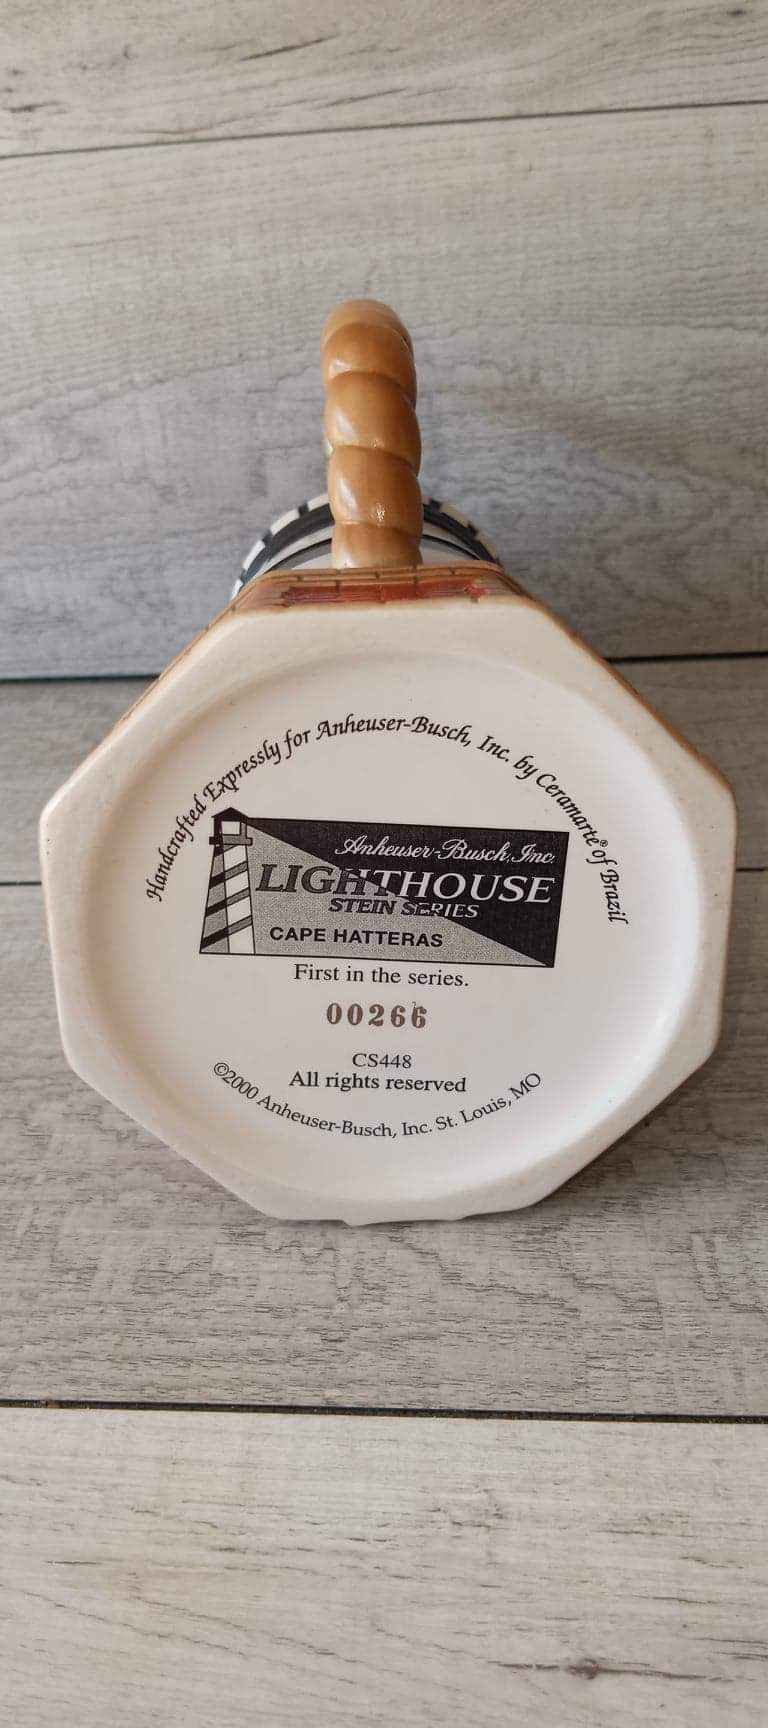 Handcrafted Expressly for Anheuser-Busch, Inc. by Ceramarte® of Brazil
Anheuser-Busch, Inc.
LIGHTHOUSE
STEIN SERIES
CAPE HATTERAS
First in the series.
00266
CS448
All rights reserved
©2000 Anheuser-Busch, Inc. St. Louis, MO